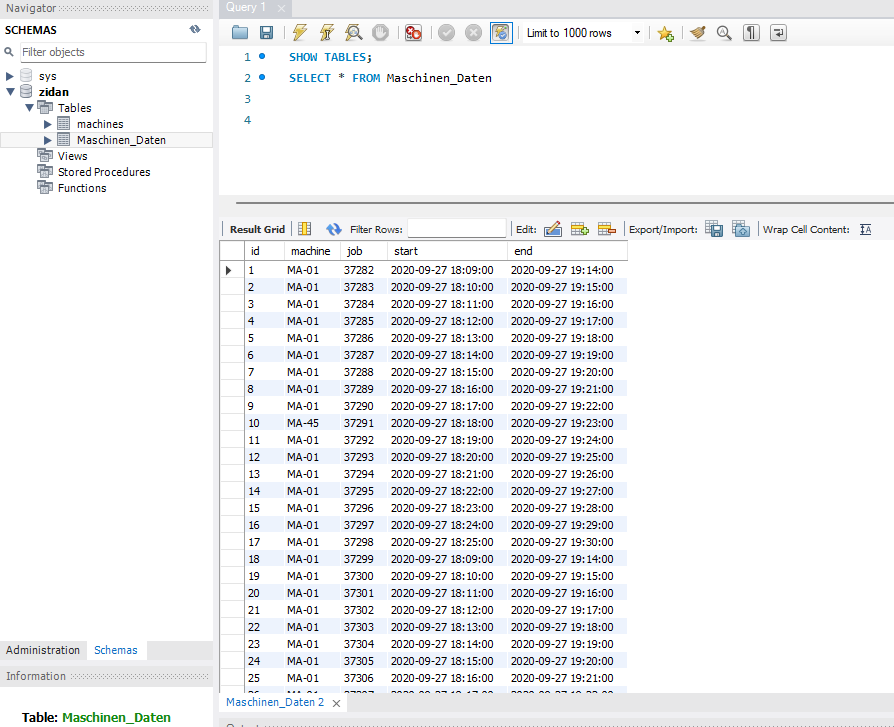 Navigator
SCHEMAS
Filter objects
sys
zidan
Tables
machines
Maschinen_Daten
Views
Stored Procedures
Functions
Administration Schemas
Information
Table: Maschinen_Daten
Query 1
Limit to 1000 rows
1 SHOW TABLES;
2 SELECT * FROM Maschinen_Daten
3
4
Result Grid Filter Rows: Edit: Export/Import: Wrap Cell Content:
id machine job start end
1 MA-01 37282 2020-09-27 18:09:00 2020-09-27 19:14:00
2 MA-01 37283 2020-09-27 18:10:00 2020-09-27 19:15:00
3 MA-01 37284 2020-09-27 18:11:00 2020-09-27 19:16:00
4 MA-01 37285 2020-09-27 18:12:00 2020-09-27 19:17:00
5 MA-01 37286 2020-09-27 18:13:00 2020-09-27 19:18:00
6 MA-01 37287 2020-09-27 18:14:00 2020-09-27 19:19:00
7 MA-01 37288 2020-09-27 18:15:00 2020-09-27 19:20:00
8 MA-01 37289 2020-09-27 18:16:00 2020-09-27 19:21:00
9 MA-01 37290 2020-09-27 18:17:00 2020-09-27 19:22:00
10 MA-45 37291 2020-09-27 18:18:00 2020-09-27 19:23:00
11 MA-01 37292 2020-09-27 18:19:00 2020-09-27 19:24:00
12 MA-01 37293 2020-09-27 18:20:00 2020-09-27 19:25:00
13 MA-01 37294 2020-09-27 18:21:00 2020-09-27 19:26:00
14 MA-01 37295 2020-09-27 18:22:00 2020-09-27 19:27:00
15 MA-01 37296 2020-09-27 18:23:00 2020-09-27 19:28:00
16 MA-01 37297 2020-09-27 18:24:00 2020-09-27 19:29:00
17 MA-01 37298 2020-09-27 18:25:00 2020-09-27 19:30:00
18 MA-01 37299 2020-09-27 18:09:00 2020-09-27 19:14:00
19 MA-01 37300 2020-09-27 18:10:00 2020-09-27 19:15:00
20 MA-01 37301 2020-09-27 18:11:00 2020-09-27 19:16:00
21 MA-01 37302 2020-09-27 18:12:00 2020-09-27 19:17:00
22 MA-01 37303 2020-09-27 18:13:00 2020-09-27 19:18:00
23 MA-01 37304 2020-09-27 18:14:00 2020-09-27 19:19:00
24 MA-01 37305 2020-09-27 18:15:00 2020-09-27 19:20:00
25 MA-01 37306 2020-09-27 18:16:00 2020-09-27 19:21:00
Maschinen_Daten 2